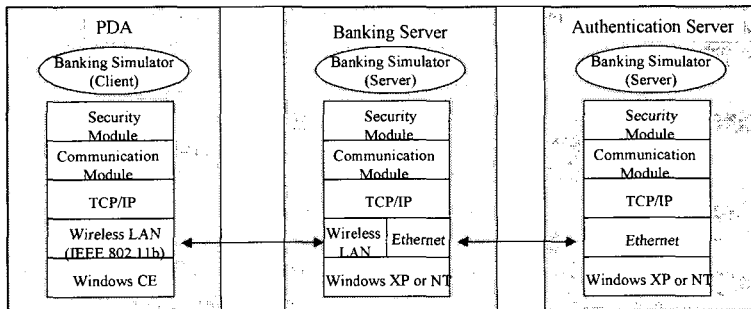 PDA
Banking Simulator
(Client)
Security
Module
Communication
Module
TCP/IP
Wireless LAN
(IEEE 802.11b)
Windows CE
Banking Server
Banking Simulator
(Server)
Security
Module
Communication
Module
TCP/IP
Wireless
LAN
Ethernet
Windows XP or NT
Authentication Server
Banking Simulator
(Server)
Security
Module
Communication
Module
TCP/IP
Ethernet
Windows XP or NT